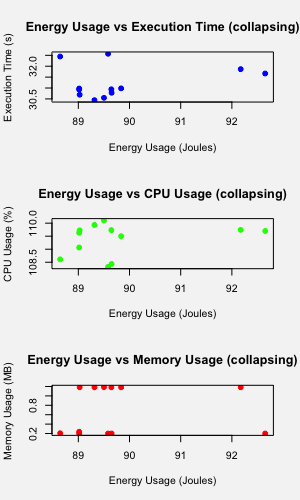 Energy Usage vs Execution Time (collapsing)
Execution Time (s)
32.0
30.5
89 90 91 92
Energy Usage (Joules)
Energy Usage vs CPU Usage (collapsing)
CPU Usage (%)
110.0
108.5
89 90 91 92
Energy Usage (Joules)
Energy Usage vs Memory Usage (collapsing)
Memory Usage (MB)
0.8
0.2
89 90 91 92
Energy Usage (Joules)